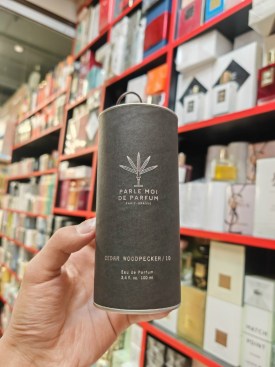 PARLE MOI
DE PARFUM
CEDAR WOODPECKER/10
Eau de Parfum
3.4 fl. oz 100 ml